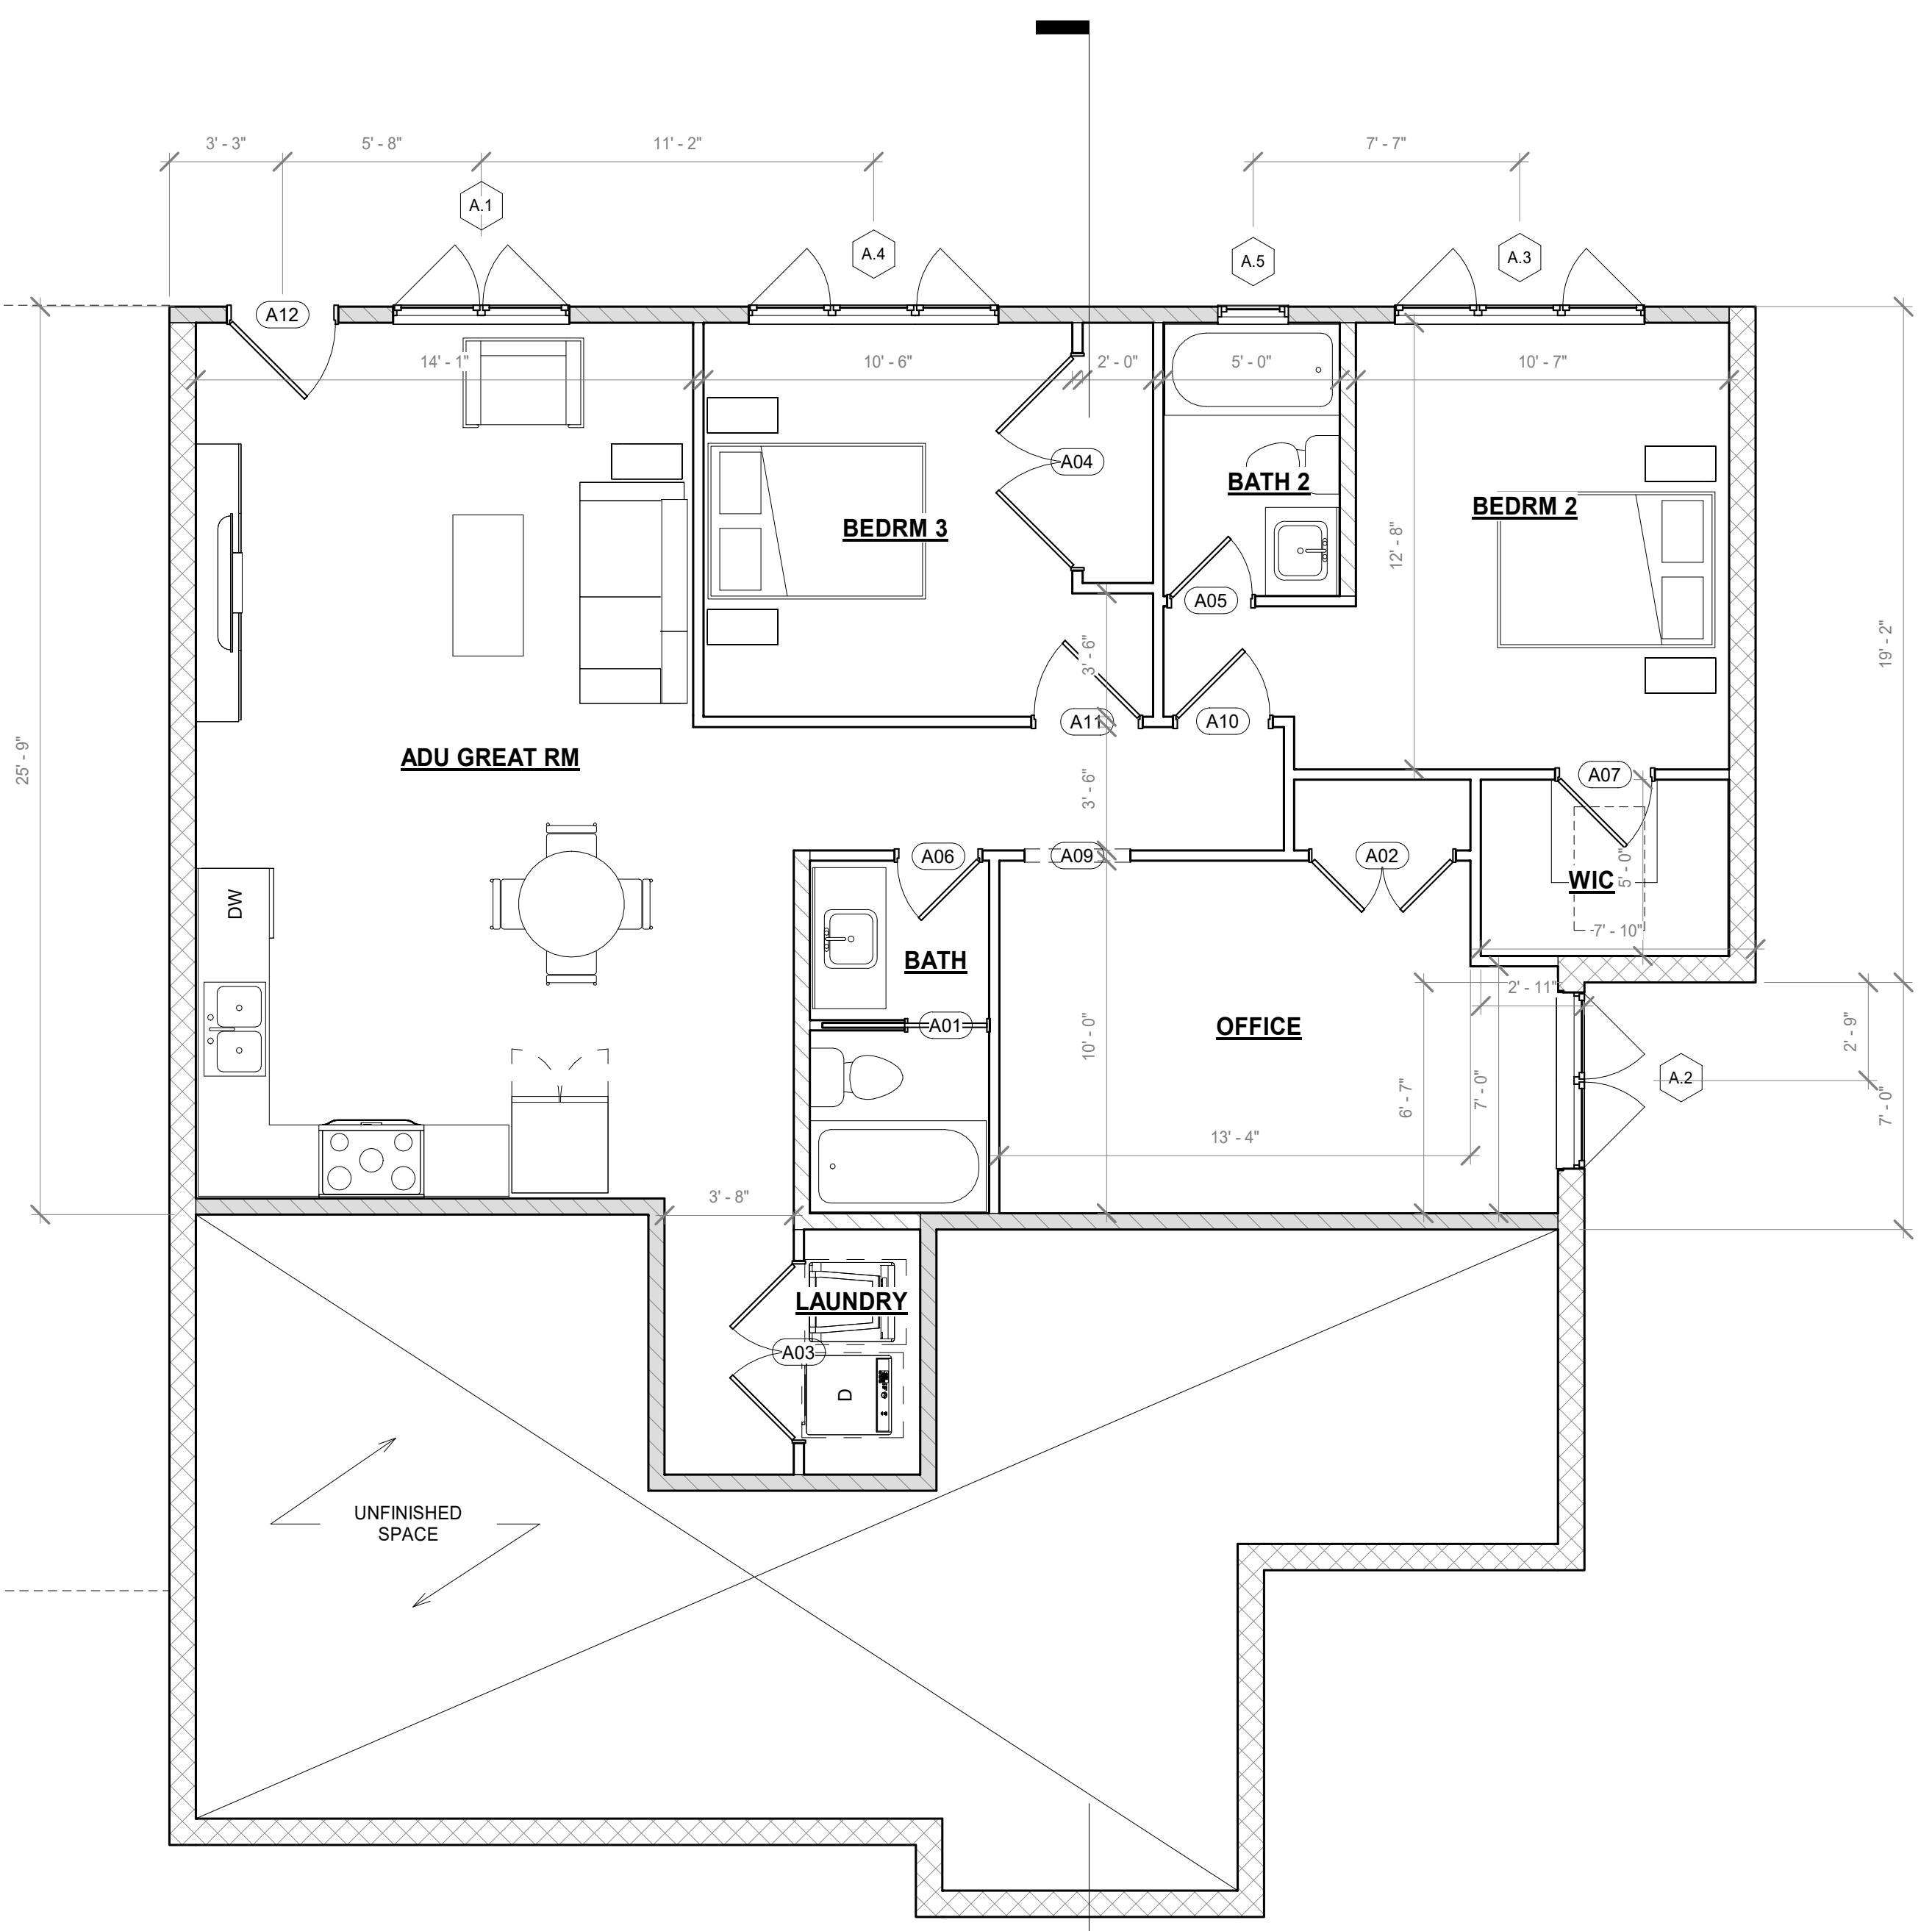 3' - 3"
5' - 8"
11' - 2"
7' - 7"
A.1
A.4
A.5
A.3
A12
14' - 1"
10' - 6"
2' - 0"
5' - 0"
10' - 7"
A04
BATH 2
BEDRM 2
BEDRM 3
12' - 8"
A05
3' - 6"
19' - 2"
A11
A10
ADU GREAT RM
25' - 9"
A07
3' - 6"
A06
A09
A02
5' - 0"
WIC
DW
7' - 10"
BATH
2' - 11"
A01
OFFICE
10' - 0"
2' - 9"
A.2
6' - 7"
7' - 0"
7' - 0"
13' - 4"
3' - 8"
LAUNDRY
A03
D
UNFINISHED
SPACE